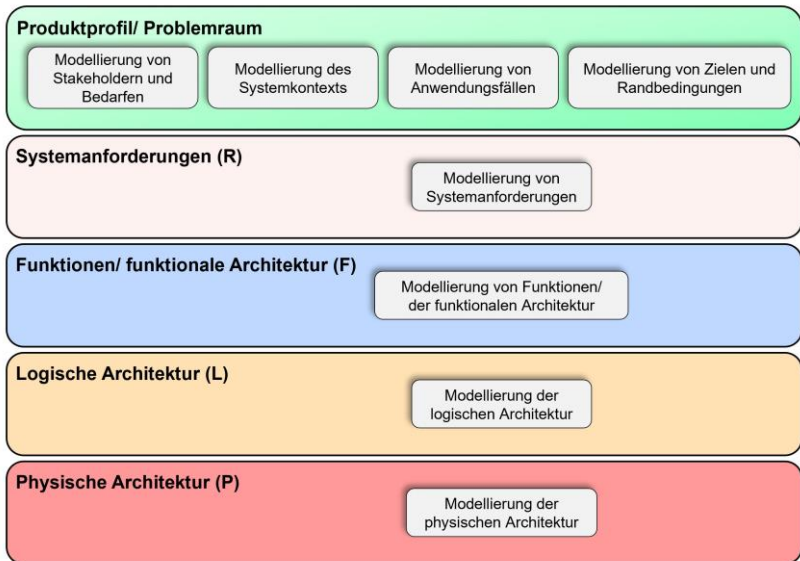 Produktprofil/ Problemraum
Modellierung von
Stakeholdern und
Bedarfen
Modellierung des
Systemkontexts
Modellierung von
Anwendungsfällen
Modellierung von Zielen und
Randbedingungen
Systemanforderungen (R)
Modellierung von
Systemanforderungen
Funktionen/ funktionale Architektur (F)
Modellierung von Funktionen/
der funktionalen Architektur
Logische Architektur (L)
Modellierung der
logischen Architektur
Physische Architektur (P)
Modellierung der
physischen Architektur